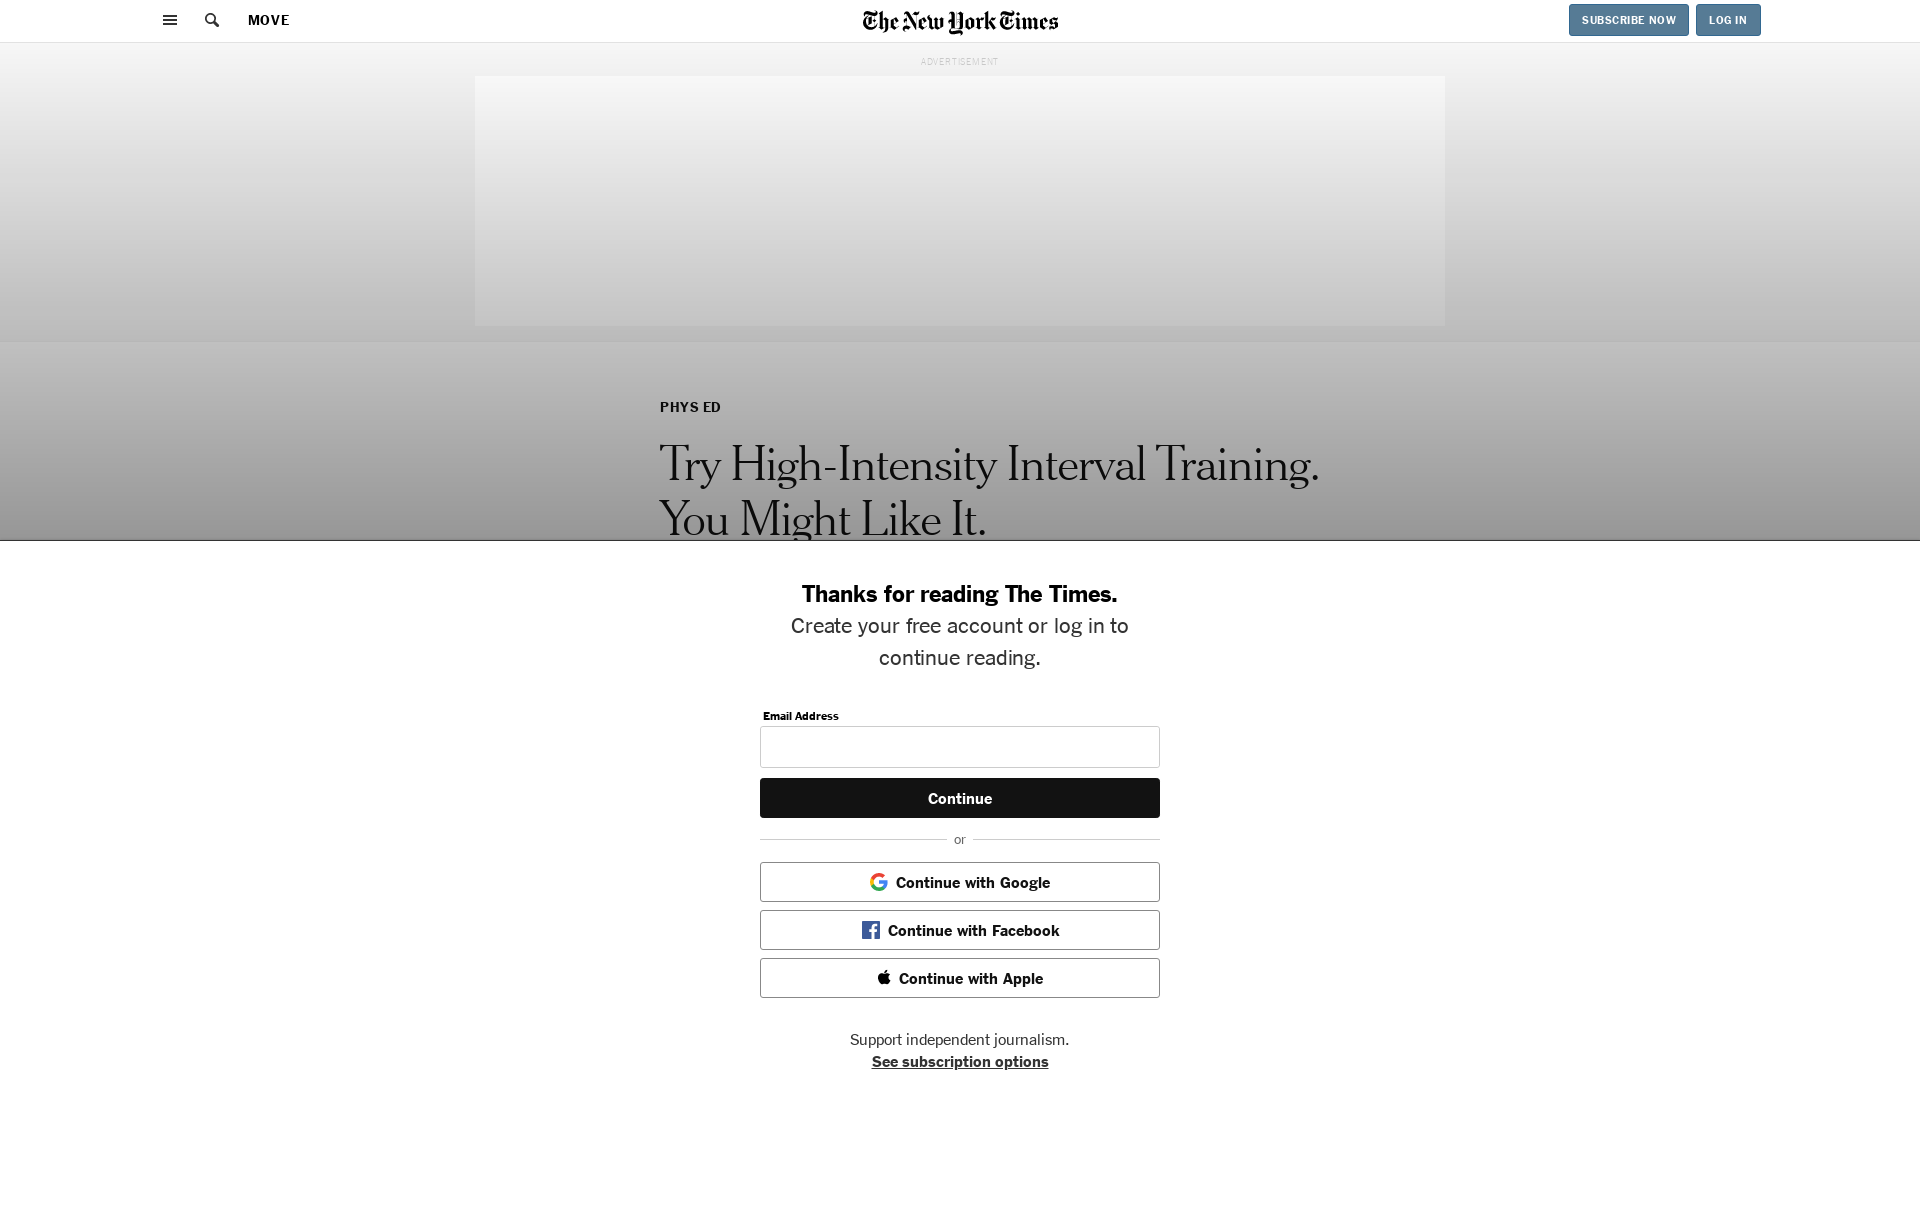 MOVE
The New York Times
SUBSCRIBE NOW
LOG IN
ADVERTISEMENT
PHYS ED
Try High-Intensity Interval Training.
You Might Like It.
Thanks for reading The Times.
Create your free account or log in to
continue reading.
Email Address
Continue
or
Continue with Google
Continue with Facebook
Continue with Apple
Support independent journalism.
See subscription options